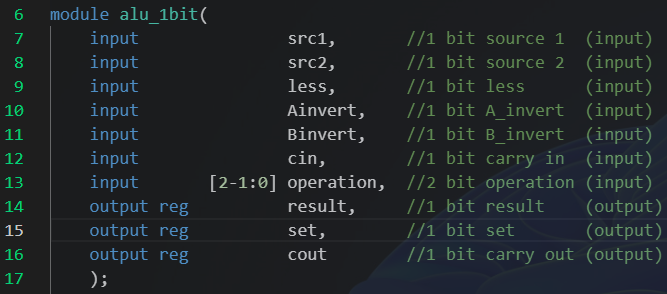 6 module alu_1bit(
7 input src1, //1 bit source 1 (input)
8 input src2, //1 bit source 2 (input)
9 input less, //1 bit less (input)
10 input Ainvert, //1 bit A_invert (input)
11 input Binvert, //1 bit B_invert (input)
12 input cin, //1 bit carry in (input)
13 input [2-1:0] operation, //2 bit operation (input)
14 output reg result, //1 bit result (output)
15 output reg set, //1 bit set (output)
16 output reg cout //1 bit carry out (output)
17 );